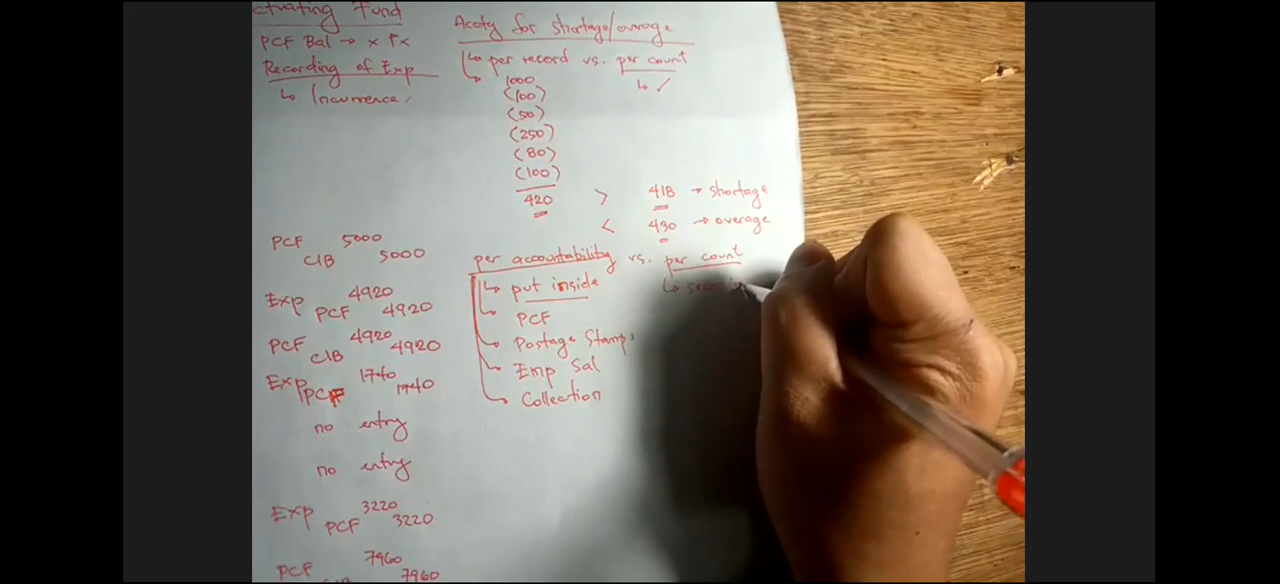 ctuating Fund
PCF Bal → x Fx
Recording of Exp
↳ Incurrence.
PCF 5000
CIB 5000
Exp 4920
PCF 4920
PCF 4920
CIB 4920
Exp 1740
PCF 1740
no entry
no entry
Exp 3220
PCF 3220
PCF 7960
7960
Accty for shortage/overage
↳ per record vs. per count
↳ 1000 ↳ ✓
(100)
(50)
(250)
(80)
(100)
420 > 418 → shortage
< 430 → overage
per accountability vs. per count
↳ put inside
↳ PCF
↳ Postage Stamps
↳ Emp Sal
↳ Collection